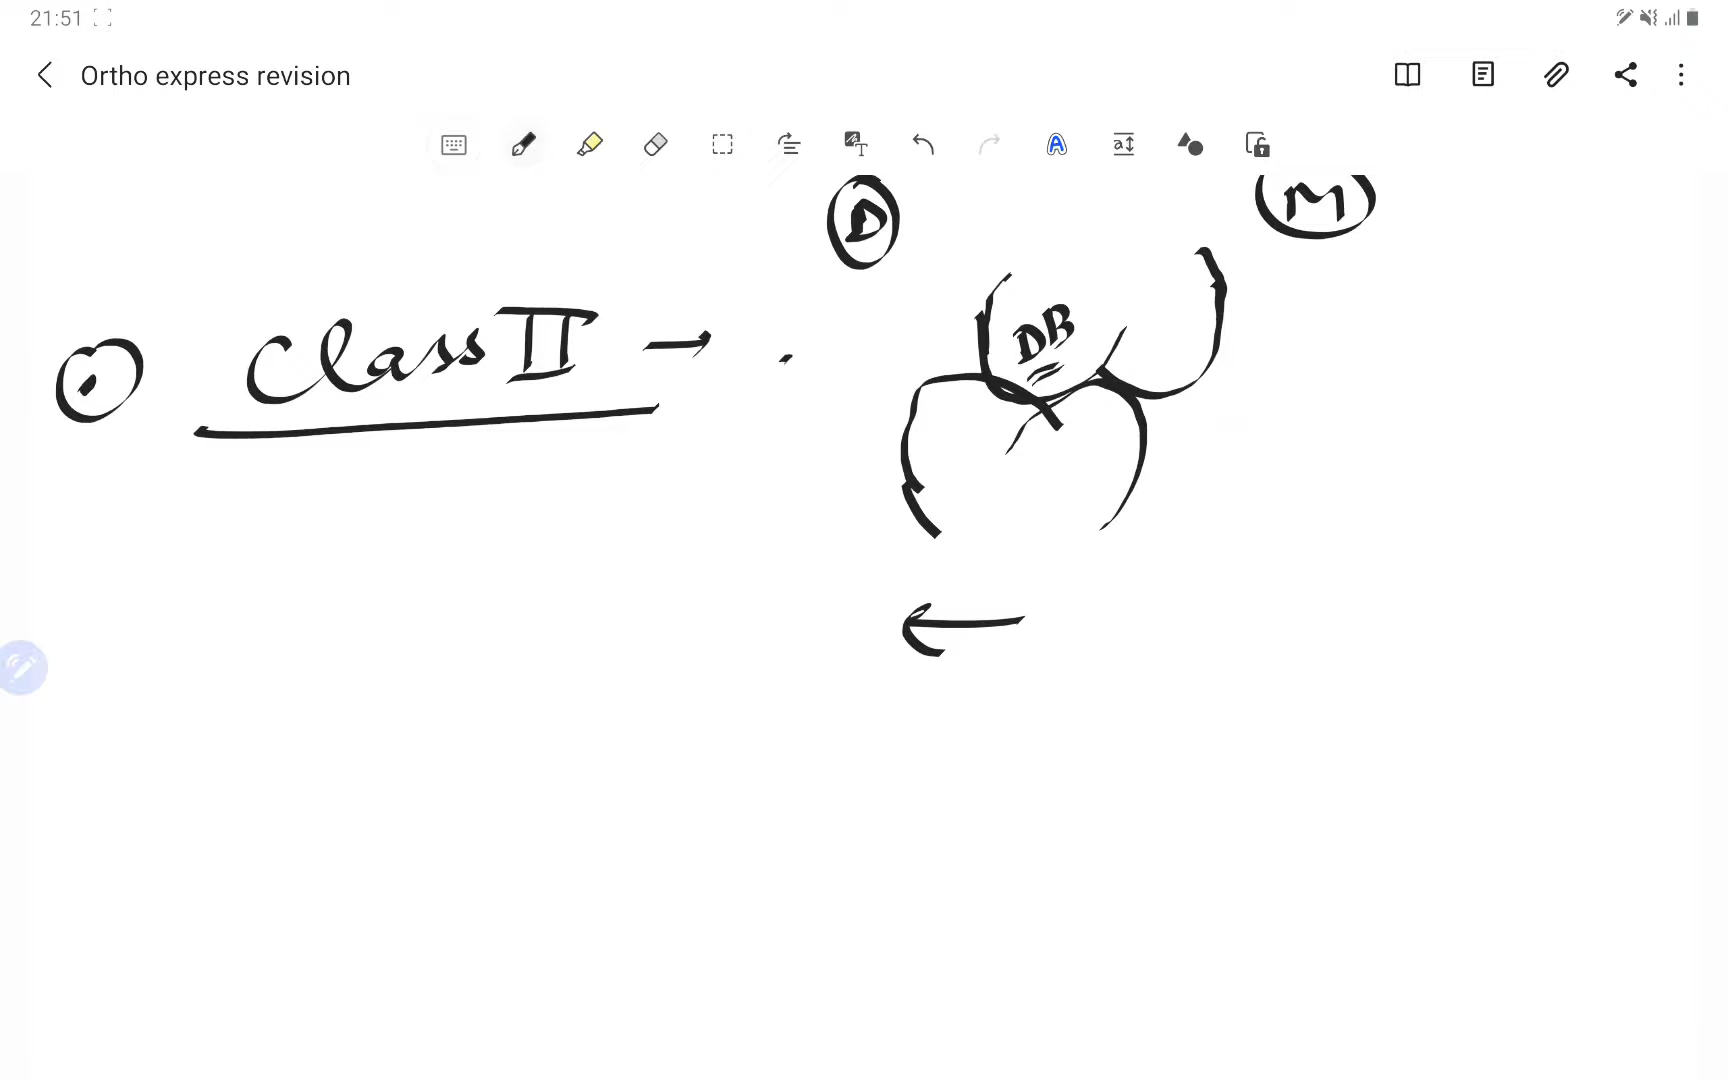 21:51
Ortho express revision
D
M
Class II →
DB